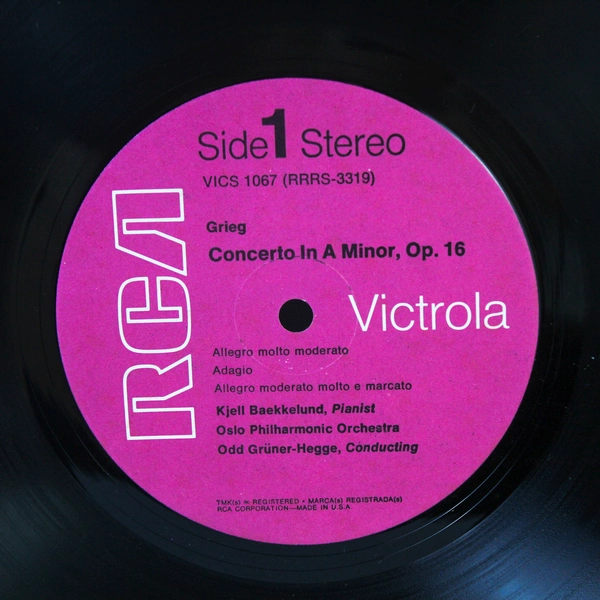 Side 1 Stereo
VICS 1067 (RRRS-3319)
Grieg
Concerto In A Minor, Op. 16
RCA
Victrola
Allegro molto moderato
Adagio
Allegro moderato molto e marcato
Kjell Baekkelund, Pianist
Oslo Philharmonic Orchestra
Odd Grüner-Hegge, Conducting
TMK(s) ® REGISTERED • MARCA(s) REGISTRADA(s)
RCA CORPORATION—MADE IN U.S.A.